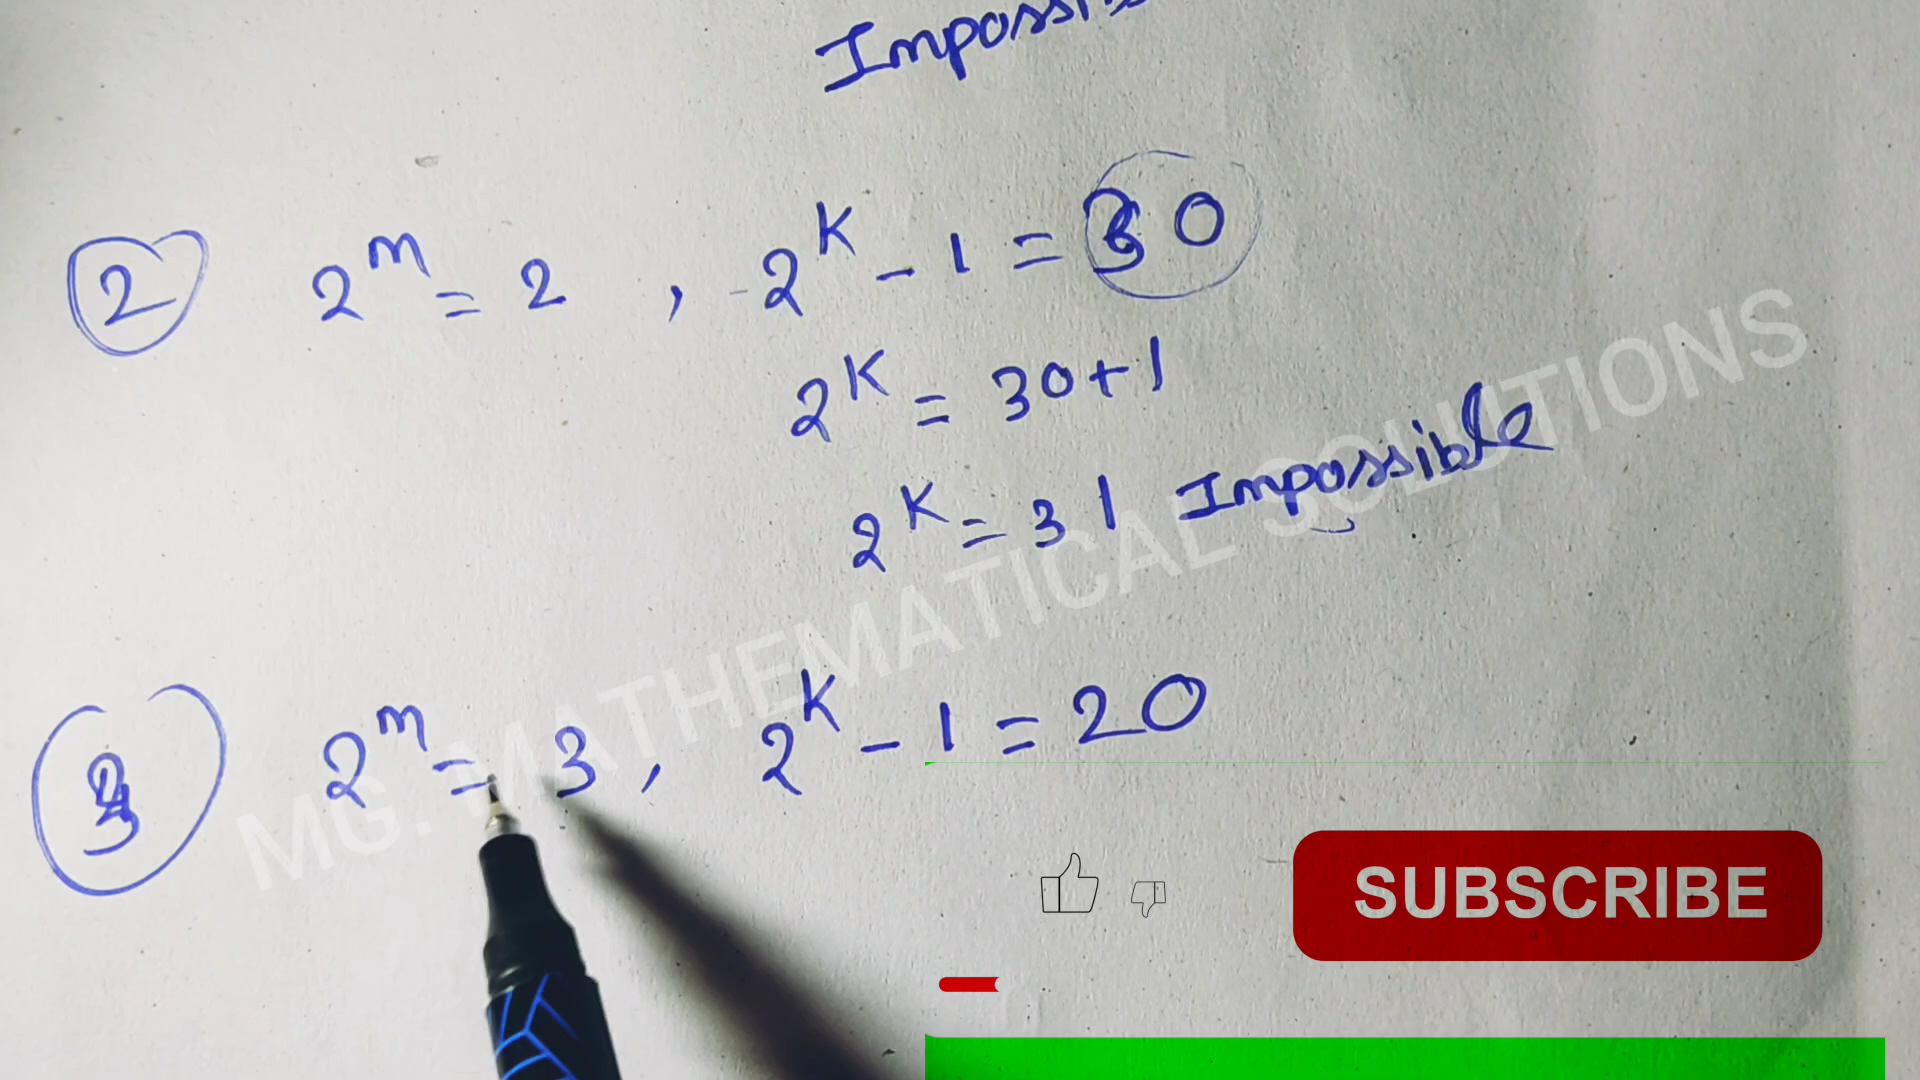 Impossib
② 2^m = 2 , 2^k - 1 = 30
2^k = 30 + 1
2^k = 31 Impossible
③ 2^m = 3 , 2^k - 1 = 20
MG. MATHEMATICAL SOLUTIONS
SUBSCRIBE